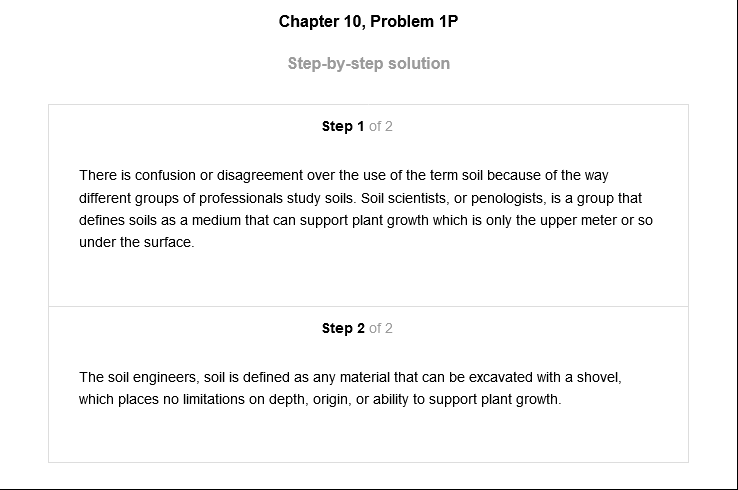 Chapter 10, Problem 1P
Step-by-step solution
Step 1 of 2
There is confusion or disagreement over the use of the term soil because of the way
different groups of professionals study soils. Soil scientists, or penologists, is a group that
defines soils as a medium that can support plant growth which is only the upper meter or so
under the surface.
Step 2 of 2
The soil engineers, soil is defined as any material that can be excavated with a shovel,
which places no limitations on depth, origin, or ability to support plant growth.